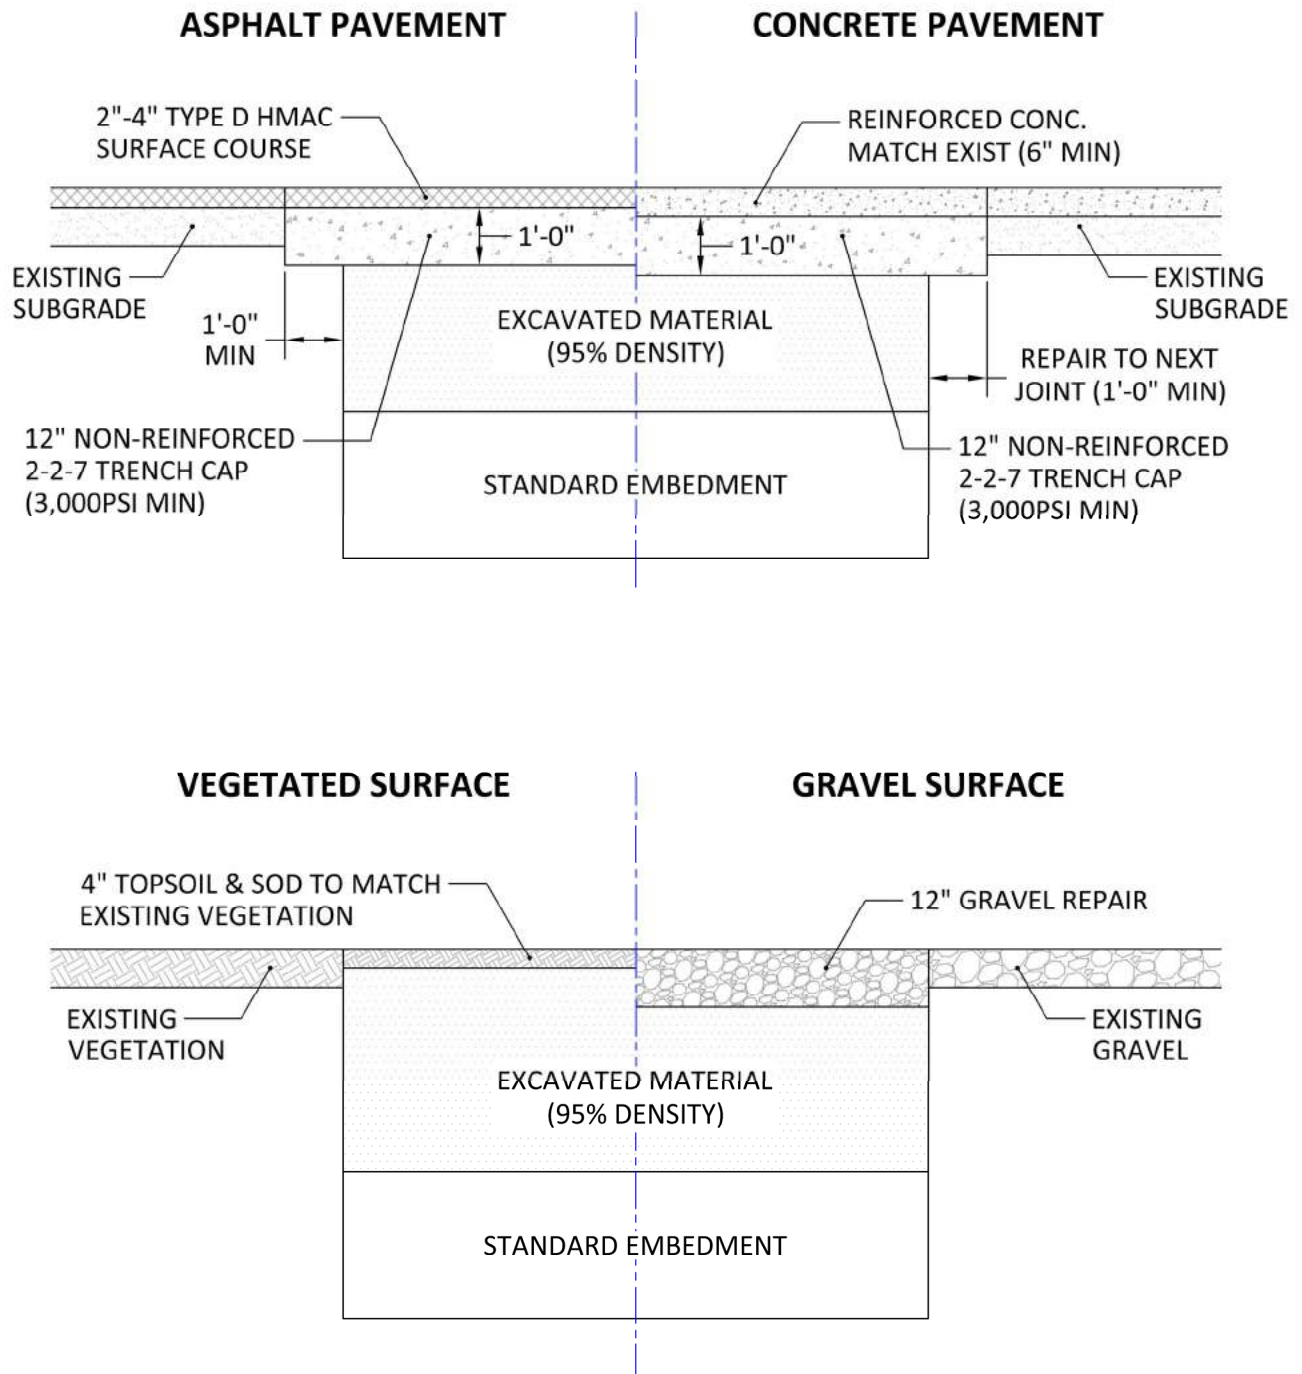 ASPHALT PAVEMENT
CONCRETE PAVEMENT
2"-4" TYPE D HMAC
SURFACE COURSE
REINFORCED CONC.
MATCH EXIST (6" MIN)
1'-0"
1'-0"
EXISTING
SUBGRADE
EXISTING
SUBGRADE
1'-0"
MIN
EXCAVATED MATERIAL
(95% DENSITY)
REPAIR TO NEXT
JOINT (1'-0" MIN)
12" NON-REINFORCED
2-2-7 TRENCH CAP
(3,000PSI MIN)
12" NON-REINFORCED
2-2-7 TRENCH CAP
(3,000PSI MIN)
STANDARD EMBEDMENT
VEGETATED SURFACE
GRAVEL SURFACE
4" TOPSOIL & SOD TO MATCH
EXISTING VEGETATION
12" GRAVEL REPAIR
EXISTING
VEGETATION
EXISTING
GRAVEL
EXCAVATED MATERIAL
(95% DENSITY)
STANDARD EMBEDMENT